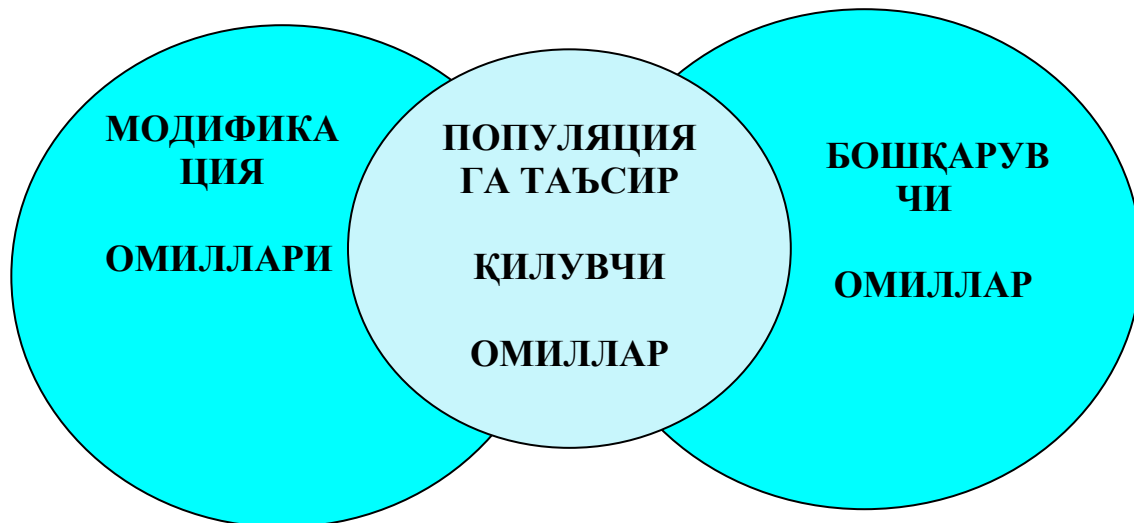 МОДИФИКА
ЦИЯ
ОМИЛЛАРИ
ПОПУЛЯЦИЯ
ГА ТАЪСИР
ҚИЛУВЧИ
ОМИЛЛАР
БОШҚАРУВ
ЧИ
ОМИЛЛАР